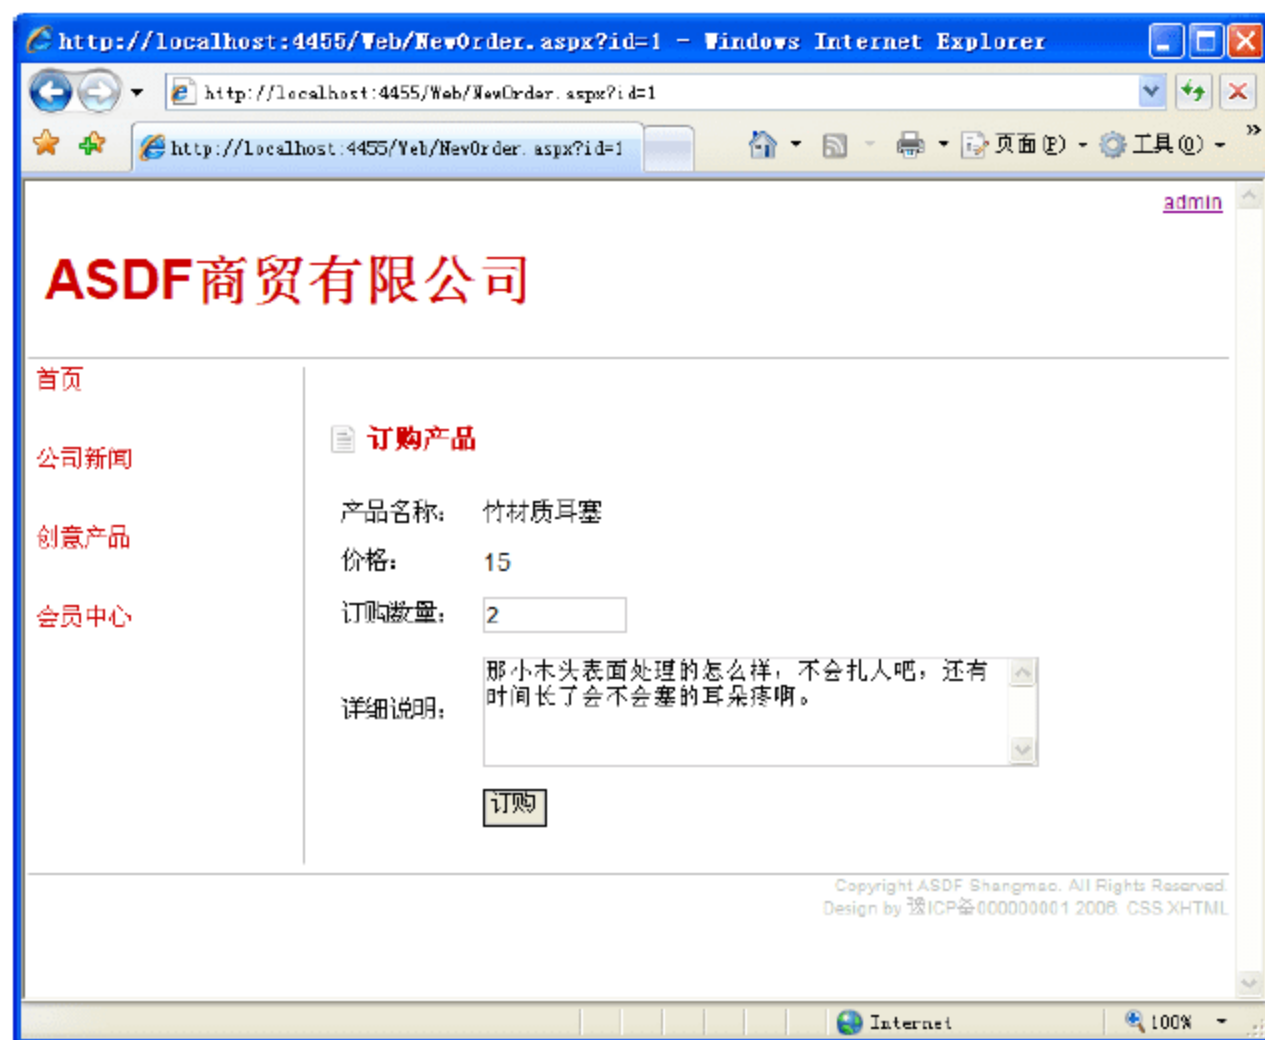 http://localhost:4455/Web/NewOrder.aspx?id=1 - Windows Internet Explorer
http://localhost:4455/Web/NewOrder.aspx?id=1
http://localhost:4455/Web/NewOrder.aspx?id=1
页面(P)
工具(O)
admin
ASDF商贸有限公司
首页
公司新闻
创意产品
会员中心
订购产品
产品名称： 竹材质耳塞
价格： 15
订购数量： 2
详细说明：
那小木头表面处理的怎么样，不会扎人吧，还有
时间长了会不会塞的耳朵疼啊。
订购
Copyright ASDF Shangmao. All Rights Reserved.
Design by 豫ICP备000000001 2006. CSS XHTML
Internet
100%